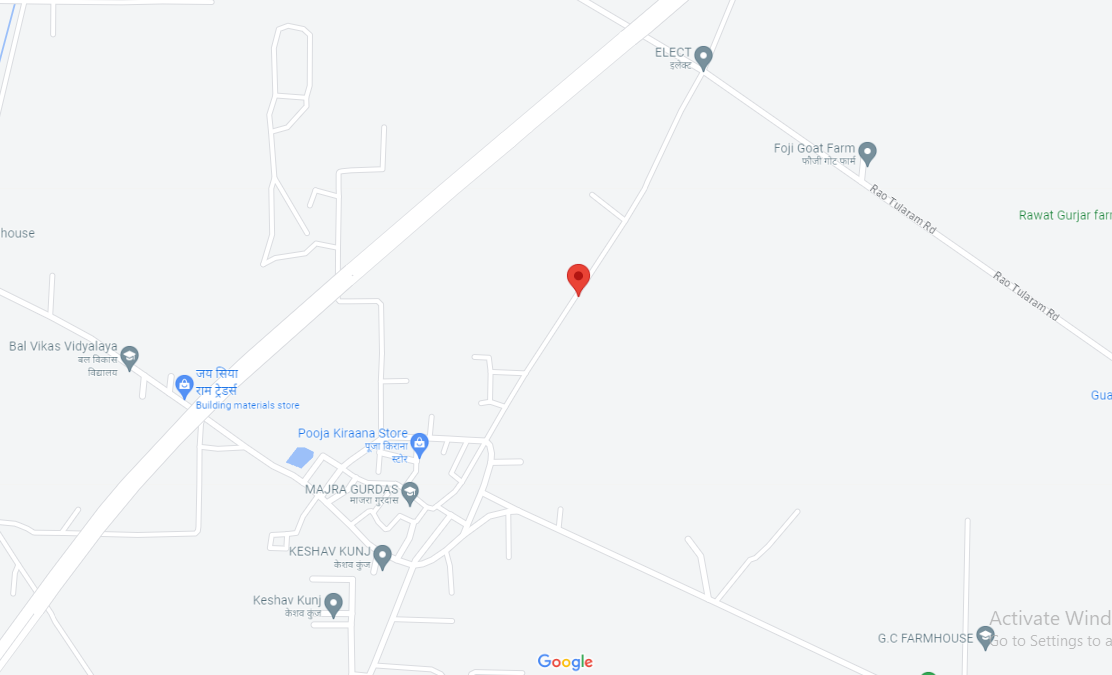 ELECT
इलेक्ट
Foji Goat Farm
फौजी गोट फार्म
Rao Tularam Rd
Rawat Gurjar farm
house
Rao Tularam Rd
Bal Vikas Vidyalaya
बल विकास
विद्यालय
जय सिया
राम ट्रेडर्स
Building materials store
Gua
Pooja Kiraana Store
पूजा किराना
स्टोर
MAJRA GURDAS
माजरा गुरदास
KESHAV KUNJ
केशव कुंज
Keshav Kunj
केशव कुंज
Activate Wind
G.C FARMHOUSE
Go to Settings to a
Google